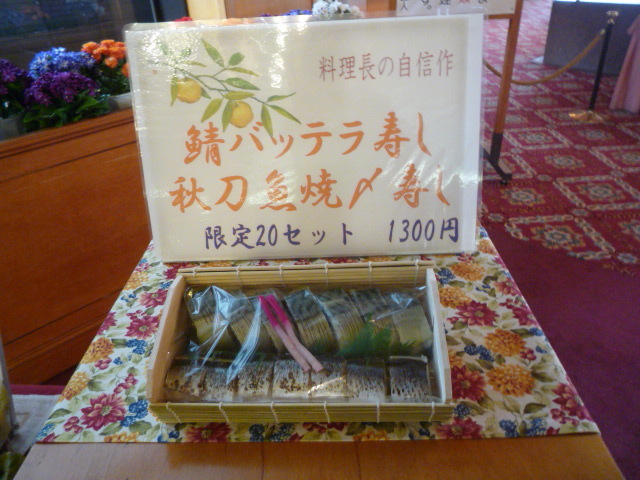 料理長の自信作
鯖バッテラ寿し
秋刀魚焼〆寿し
限定20セット 1300円